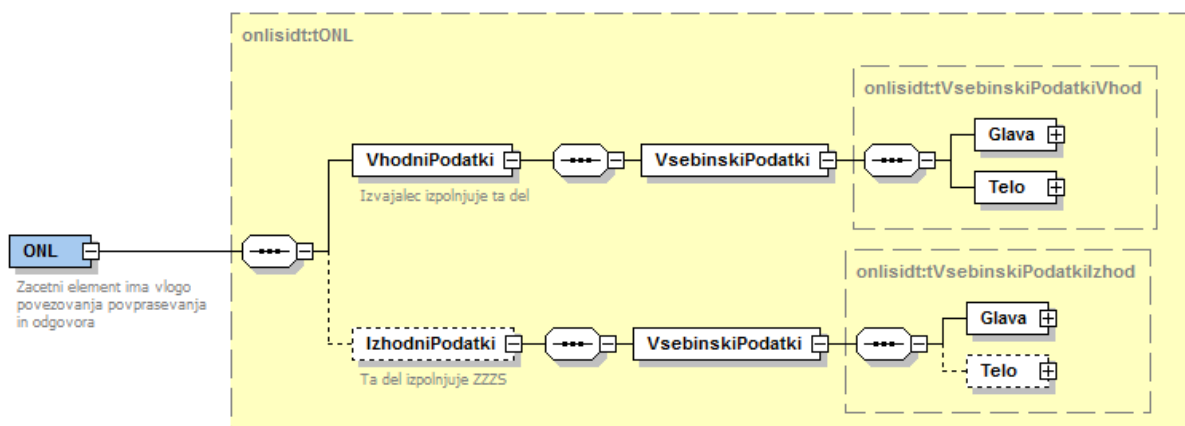 onlisidt:tONL
onlisidt:tVsebinskiPodatkiVhod
Glava
VhodniPodatki
VsebinskiPodatki
Telo
Izvajalec izpolnjuje ta del
ONL
Zacetni element ima vlogo
povezovanja povprasevanja
in odgovora
onlisidt:tVsebinskiPodatkiIzhod
Glava
IzhodniPodatki
VsebinskiPodatki
Telo
Ta del izpolnjuje ZZZS